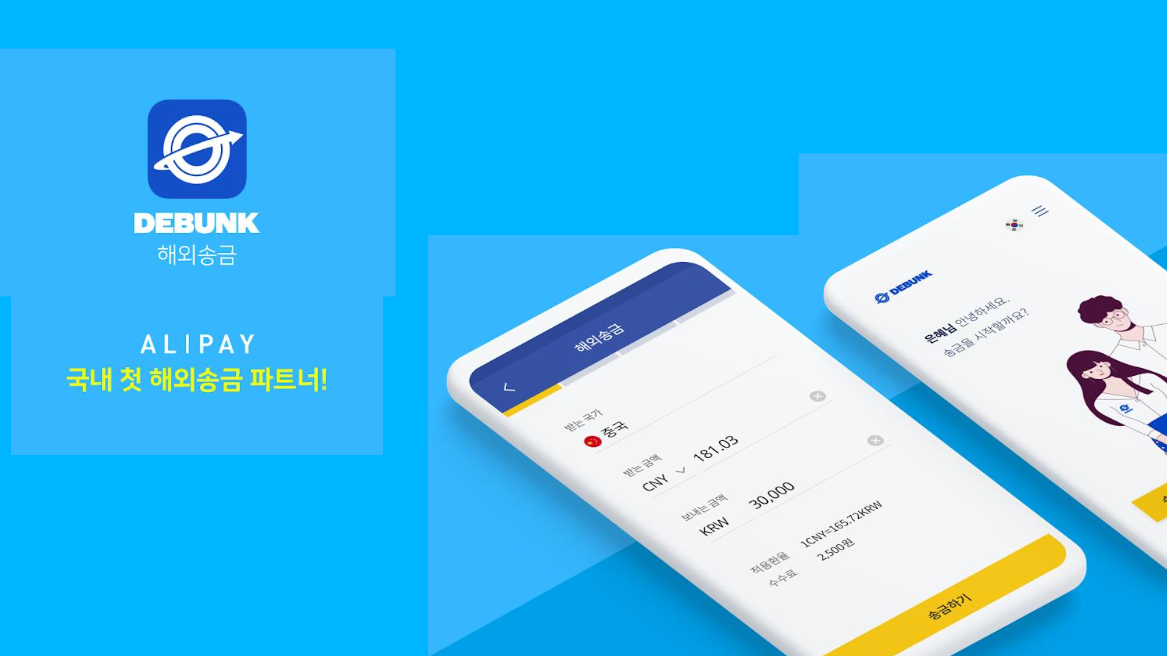 DEBUNK
해외송금
ALIPAY
국내 첫 해외송금 파트너!
해외송금
받는 국가
중국
받는 금액
CNY 181.03
보내는 금액
KRW 30,000
적용환율 1CNY=165.72KRW
수수료 2,500원
송금하기
DEBUNK
은혜님 안녕하세요.
송금을 시작할까요?